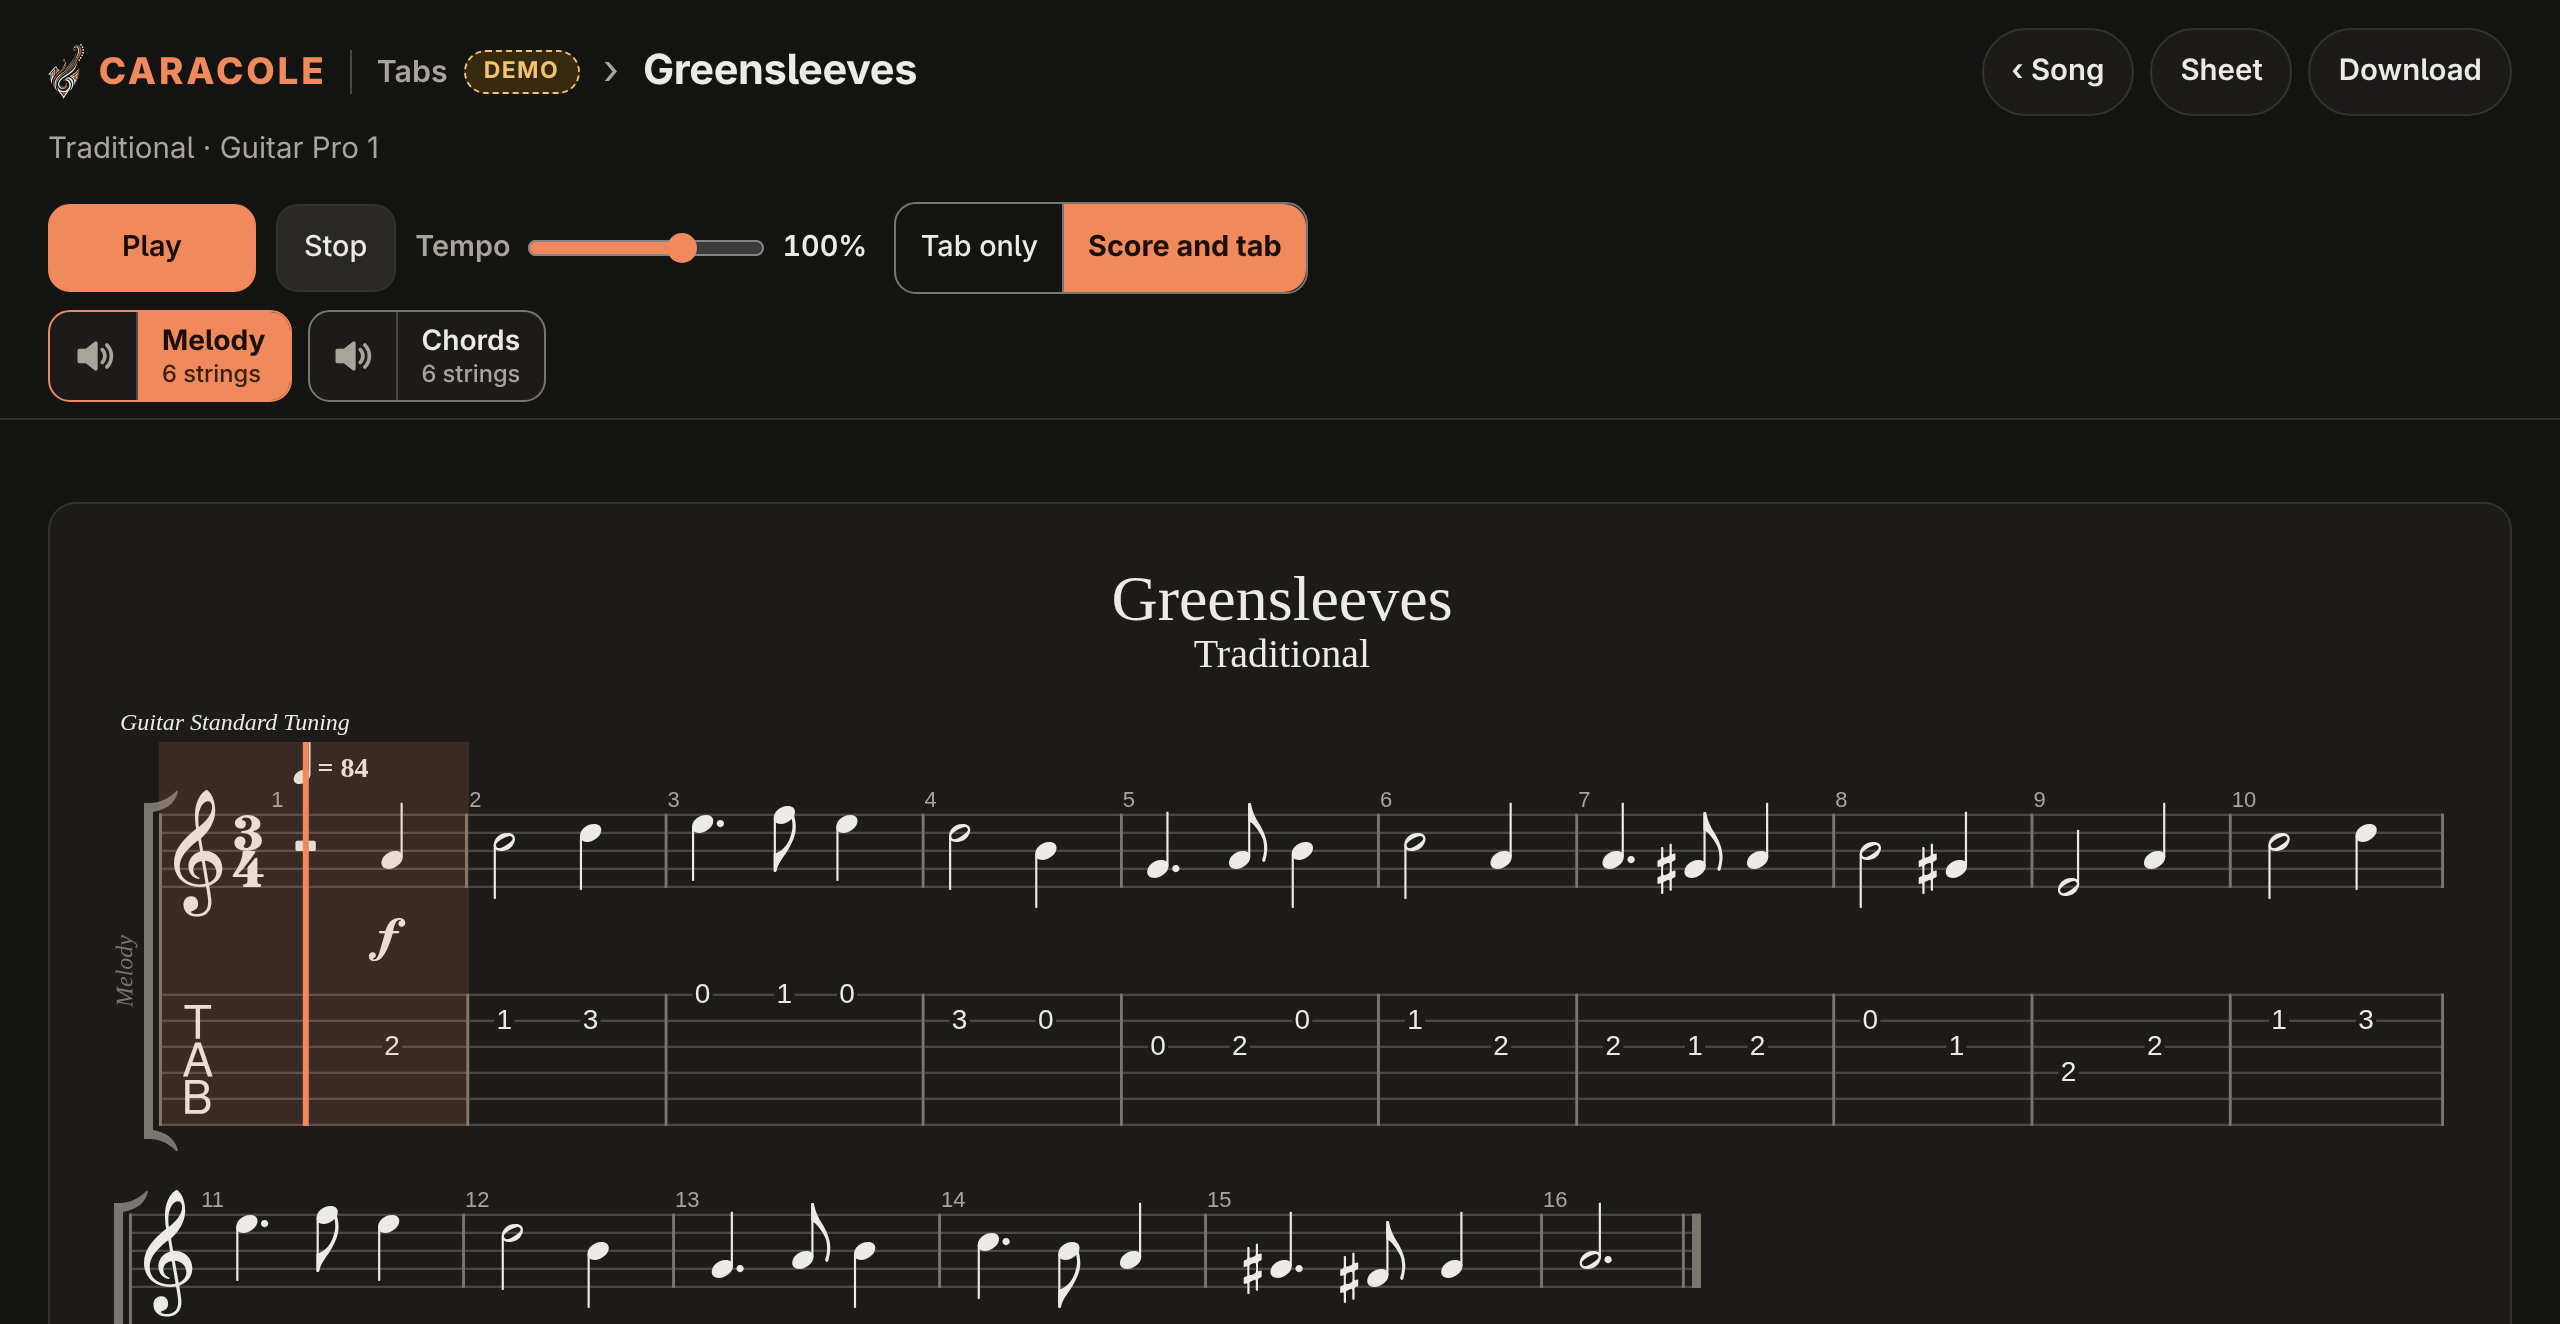 CARACOLE Tabs DEMO › Greensleeves ‹ Song Sheet Download
Traditional · Guitar Pro 1
Play Stop Tempo 100% Tab only Score and tab
Melody Chords
6 strings 6 strings
Greensleeves
Traditional
Guitar Standard Tuning
= 84
1 2 3 4 5 6 7 8 9 10
3
4
f
Melody
T
A
B
0 1 0
1 3 3 0 0 1 0 1 3
2 0 2 2 2 1 2 1 2
2
11 12 13 14 15 16